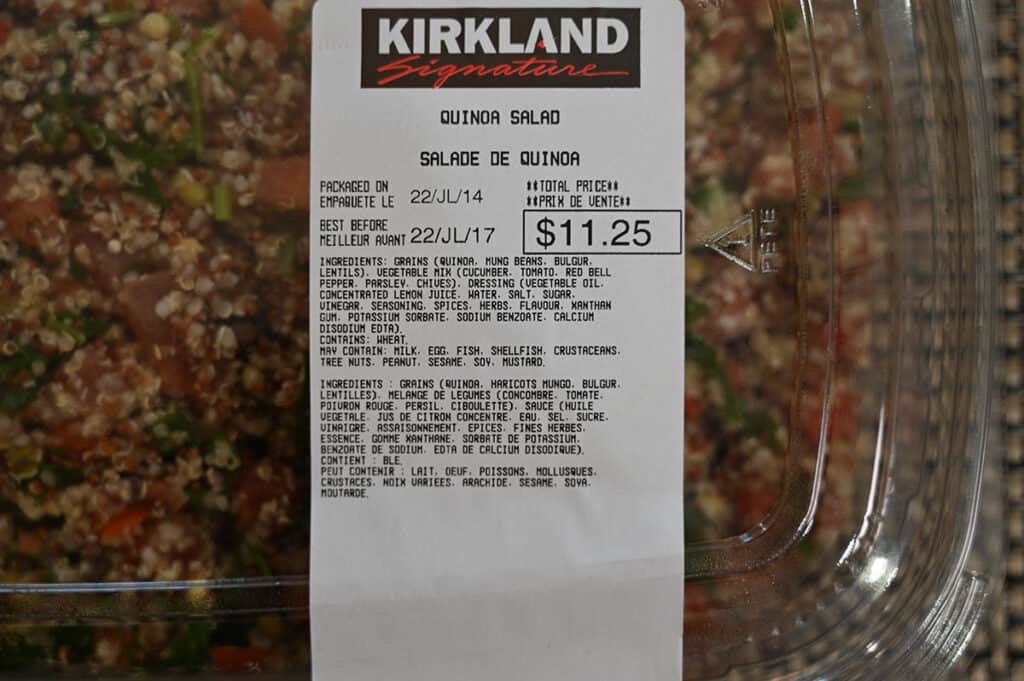 KIRKLAND
Signature
QUINOA SALAD
SALADE DE QUINOA
PACKAGED ON
EMPAQUETE LE 22/JL/14
**TOTAL PRICE**
**PRIX DE VENTE**
BEST BEFORE
MEILLEUR AVANT 22/JL/17
$11.25
INGREDIENTS: GRAINS (QUINOA, MUNG BEANS, BULGUR,
LENTILS), VEGETABLE MIX (CUCUMBER, TOMATO, RED BELL
PEPPER, PARSLEY, CHIVES), DRESSING (VEGETABLE OIL,
CONCENTRATED LEMON JUICE, WATER, SALT, SUGAR,
VINEGAR, SEASONING, SPICES, HERBS, FLAVOUR, XANTHAN
GUM, POTASSIUM SORBATE, SODIUM BENZOATE, CALCIUM
DISODIUM EDTA).
CONTAINS: WHEAT.
MAY CONTAIN: MILK, EGG, FISH, SHELLFISH, CRUSTACEANS,
TREE NUTS, PEANUT, SESAME, SOY, MUSTARD.
INGREDIENTS : GRAINS (QUINOA, HARICOTS MUNGO, BULGUR,
LENTILLES), MELANGE DE LEGUMES (CONCOMBRE, TOMATE,
POIVRON ROUGE, PERSIL, CIBOULETTE), SAUCE (HUILE
VEGETALE, JUS DE CITRON CONCENTRE, EAU, SEL, SUCRE,
VINAIGRE, ASSAISONNEMENT, EPICES, FINES HERBES,
ESSENCE, GOMME XANTHANE, SORBATE DE POTASSIUM,
BENZOATE DE SODIUM, EDTA DE CALCIUM DISODIQUE).
CONTIENT : BLE.
PEUT CONTENIR : LAIT, OEUF, POISSONS, MOLLUSQUES,
CRUSTACES, NOIX VARIEES, ARACHIDE, SESAME, SOYA,
MOUTARDE.
1
PETE